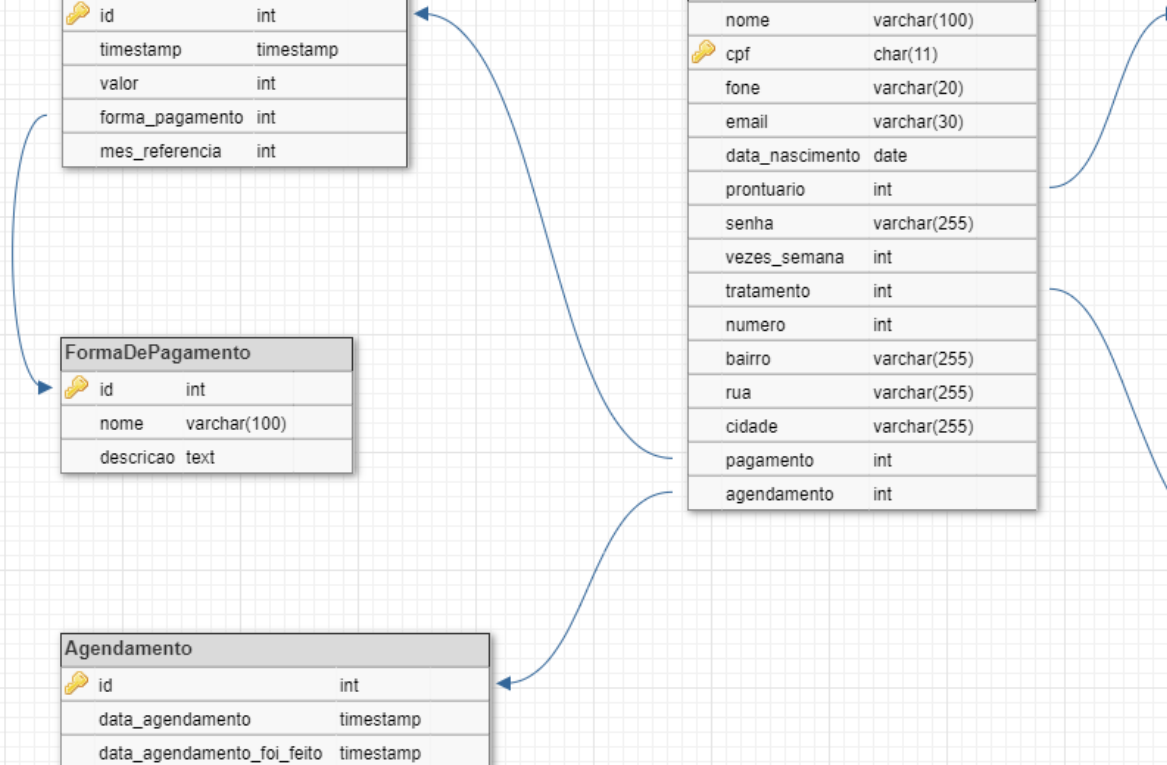 id int
timestamp timestamp
valor int
forma_pagamento int
mes_referencia int
FormaDePagamento
id int
nome varchar(100)
descricao text
Agendamento
id int
data_agendamento timestamp
data_agendamento_foi_feito timestamp
nome varchar(100)
cpf char(11)
fone varchar(20)
email varchar(30)
data_nascimento date
prontuario int
senha varchar(255)
vezes_semana int
tratamento int
numero int
bairro varchar(255)
rua varchar(255)
cidade varchar(255)
pagamento int
agendamento int